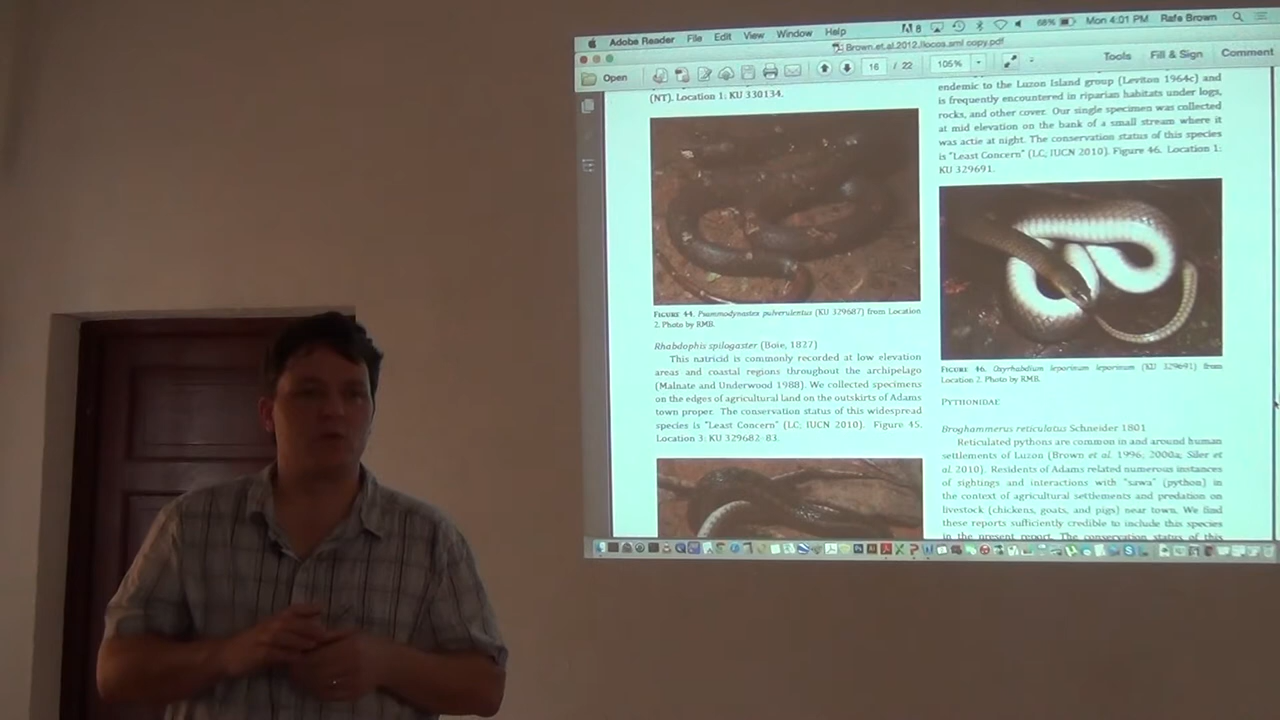 Adobe Reader File Edit View Window Help
68% Mon 4:01 PM Rafe Brown
Brown.et.al.2012.Ilocos.sml copy.pdf
Open 16 / 22 105% Tools Fill & Sign Comment
(NT). Location 1: KU 330134.
FIGURE 44. Psammodynastes pulverulentus (KU 329687) from Location
2. Photo by RMB.
Rhabdophis spilogaster (Boie, 1827)
This natricid is commonly recorded at low elevation
areas and coastal regions throughout the archipelago
(Malnate and Underwood 1988). We collected specimens
on the edges of agricultural land on the outskirts of Adams
town proper. The conservation status of this widespread
species is "Least Concern" (LC; IUCN 2010). Figure 45.
Location 3: KU 329682–83.
endemic to the Luzon Island group (Leviton 1964c) and
is frequently encountered in riparian habitats under logs,
rocks, and other cover. Our single specimen was collected
at mid elevation on the bank of a small stream where it
was actie at night. The conservation status of this species
is "Least Concern" (LC; IUCN 2010). Figure 46. Location 1:
KU 329691.
FIGURE 46. Oxyrhabdium leporinum leporinum (KU 329691) from
Location 2. Photo by RMB.
PYTHONIDAE
Broghammerus reticulatus Schneider 1801
Reticulated pythons are common in and around human
settlements of Luzon (Brown et al. 1996; 2000a; Siler et
al. 2010). Residents of Adams related numerous instances
of sightings and interactions with "sawa" (python) in
the context of agricultural settlements and predation on
livestock (chickens, goats, and pigs) near town. We find
these reports sufficiently credible to include this species
in the present report. The conservation status of this